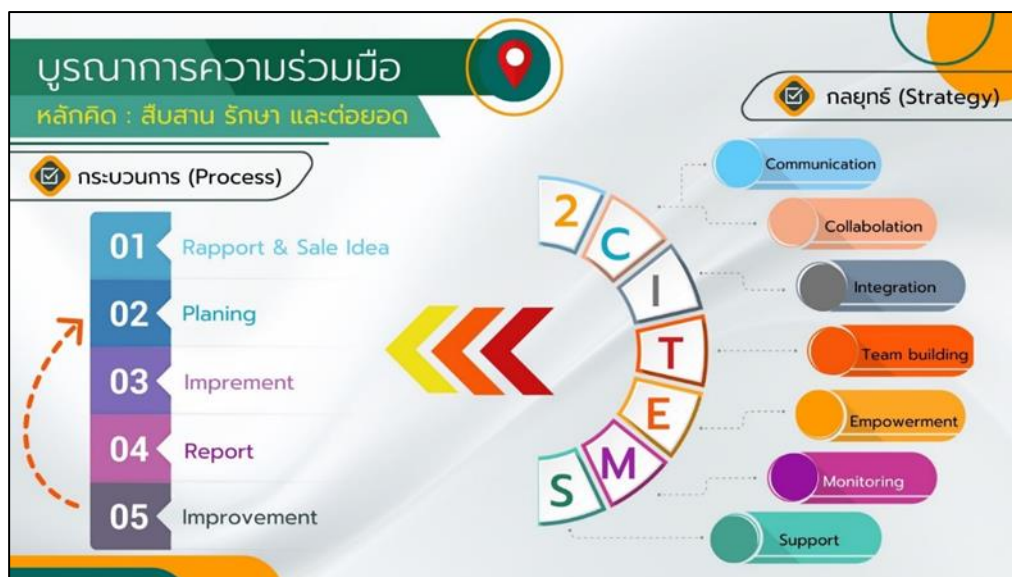 บูรณาการความร่วมมือ
หลักคิด : สืบสาน รักษา และต่อยอด
กระบวนการ (Process)
01 Rapport & Sale Idea
02 Planing
03 Imprement
04 Report
05 Improvement
กลยุทธ์ (Strategy)
2
C
I
T
E
M
S
Communication
Collabolation
Integration
Team building
Empowerment
Monitoring
Support